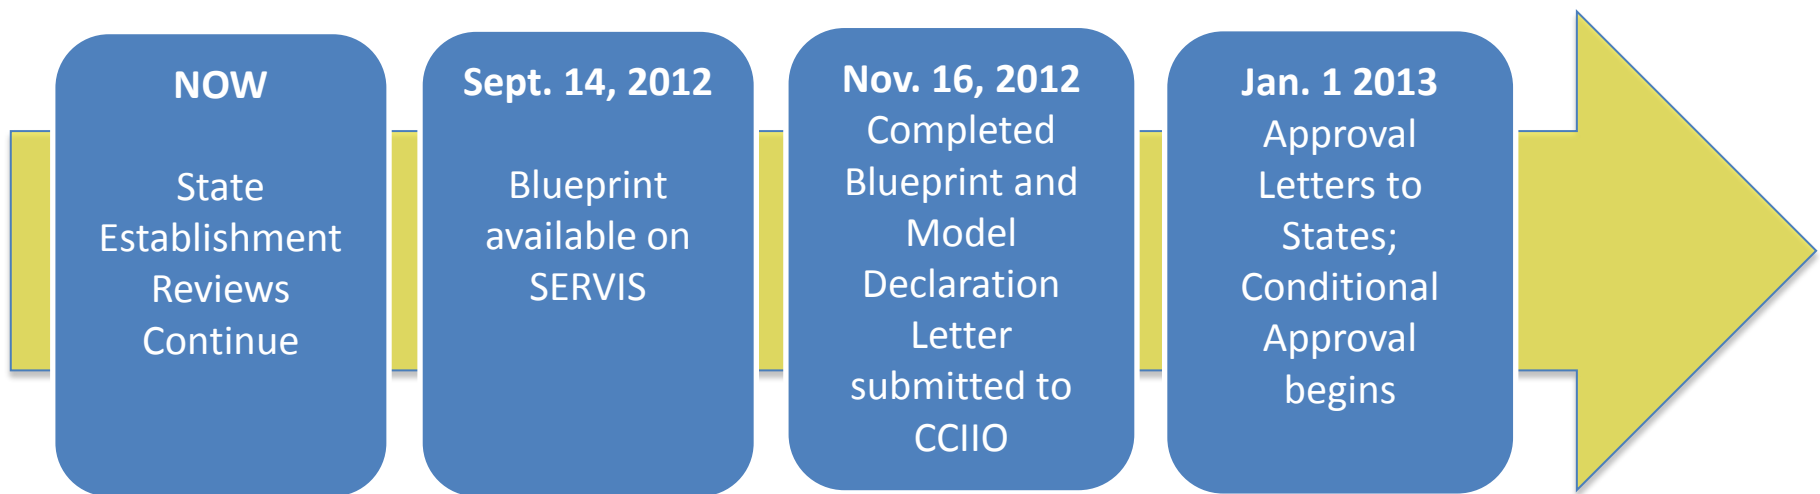 NOW
State
Establishment
Reviews
Continue
Sept. 14, 2012
Blueprint
available on
SERVIS
Nov. 16, 2012
Completed
Blueprint and
Model
Declaration
Letter
submitted to
CCIIO
Jan. 1 2013
Approval
Letters to
States;
Conditional
Approval
begins